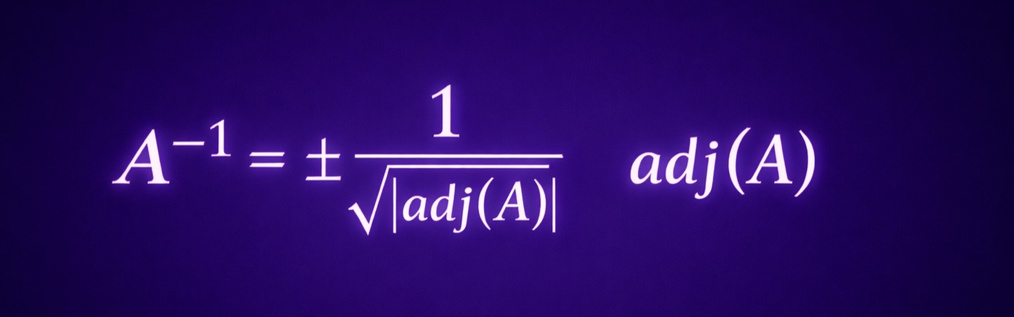 A⁻¹ = ± 1/√|adj(A)| adj(A)